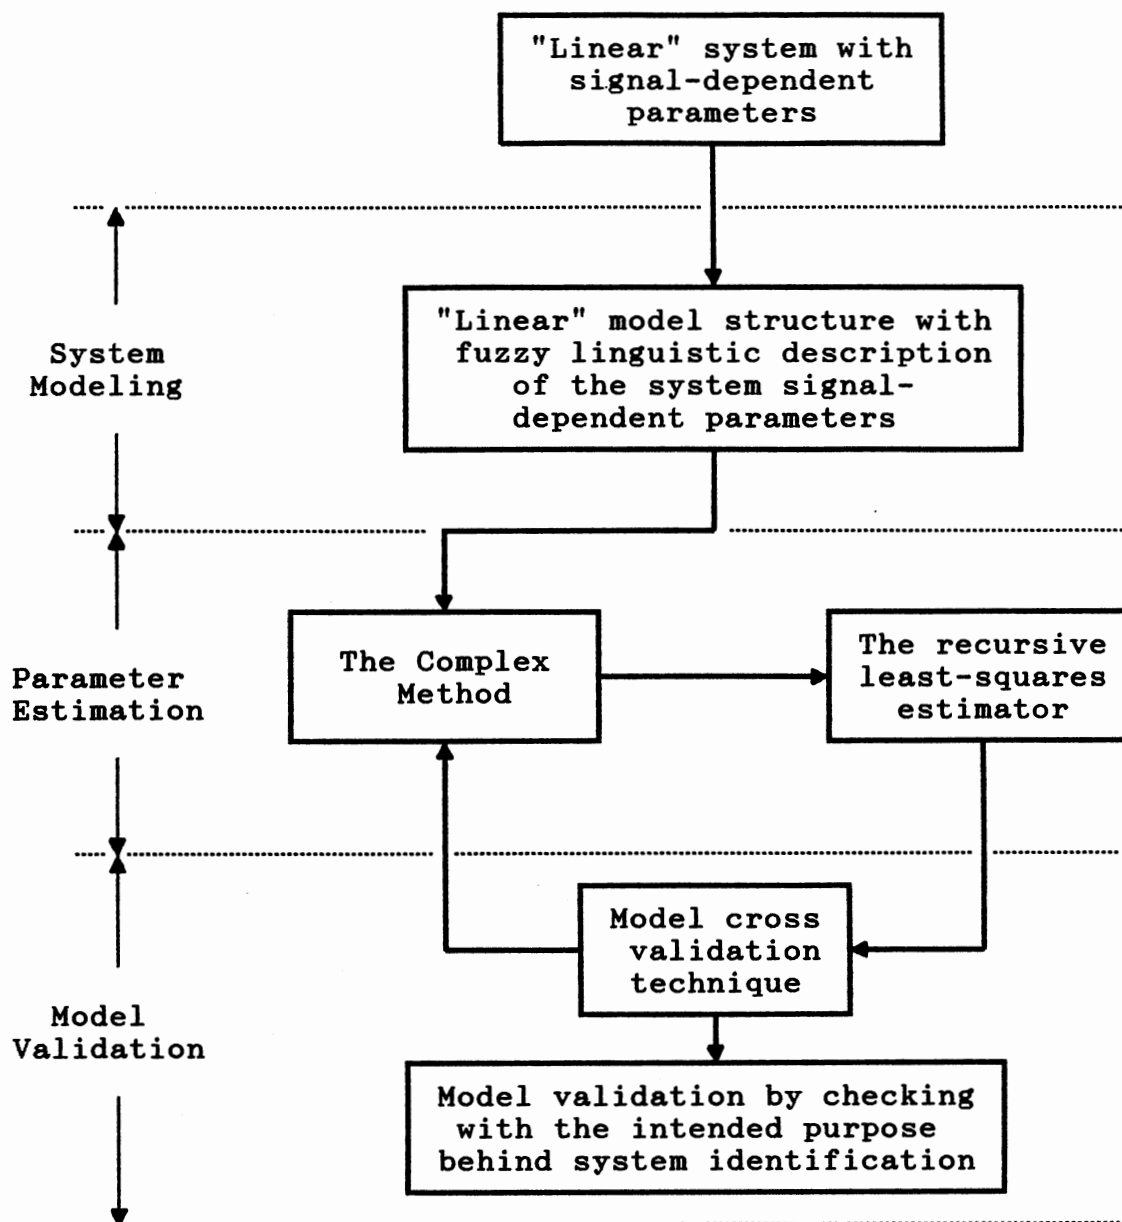 "Linear" system with
signal-dependent
parameters
"Linear" model structure with
fuzzy linguistic description
of the system signal-
dependent parameters
System
Modeling
The Complex
Method
The recursive
least-squares
estimator
Parameter
Estimation
Model cross
validation
technique
Model
Validation
Model validation by checking
with the intended purpose
behind system identification